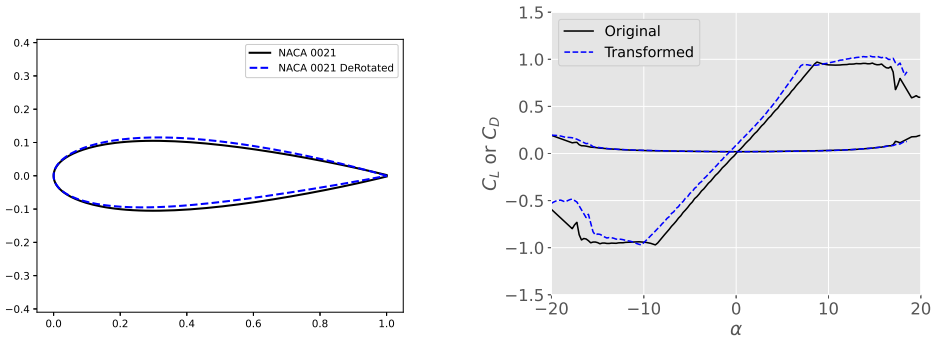 0.4
0.3
0.2
0.1
0.0
−0.1
−0.2
−0.3
−0.4
0.0 0.2 0.4 0.6 0.8 1.0
NACA 0021
NACA 0021 DeRotated
1.5
1.0
0.5
0.0
−0.5
−1.0
−1.5
−20 −10 0 10 20
C_L or C_D
α
Original
Transformed